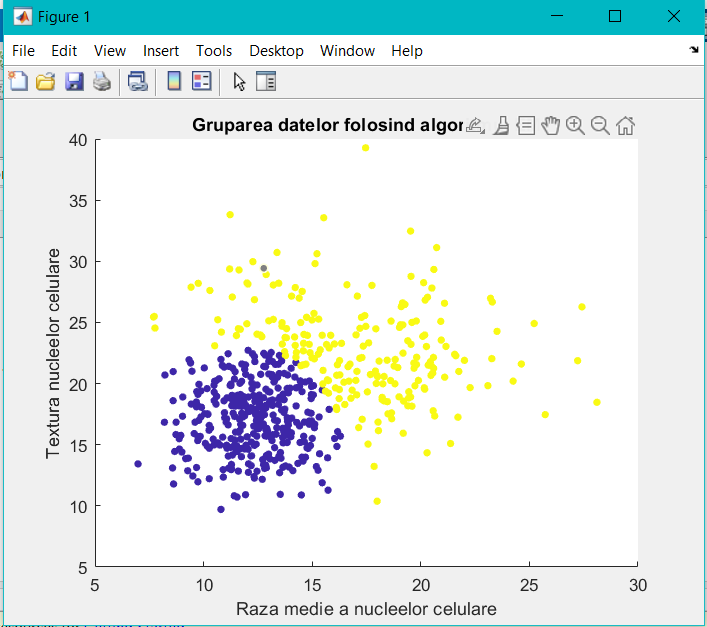 Figure 1
File Edit View Insert Tools Desktop Window Help
Gruparea datelor folosind algor
40
35
30
25
20
15
10
5
Textura nucleelor celulare
5 10 15 20 25 30
Raza medie a nucleelor celulare